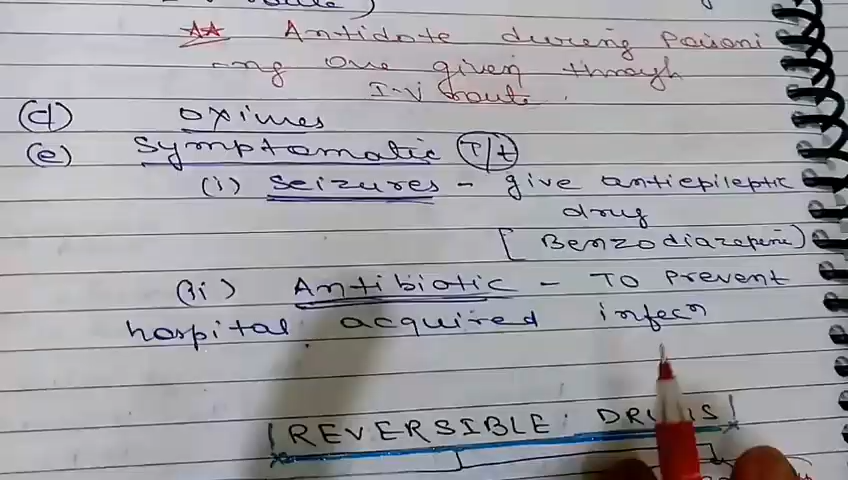 ** Antidote during Poisoni
-ng are given through
I-V route.
(d) oximes
(e) Symptomatic (T/t)
(i) Seizures - give antiepileptic
drug
[Benzodiazepine)
(ii) Antibiotic - TO Prevent
hospital acquired infecn
REVERSIBLE DRUGS